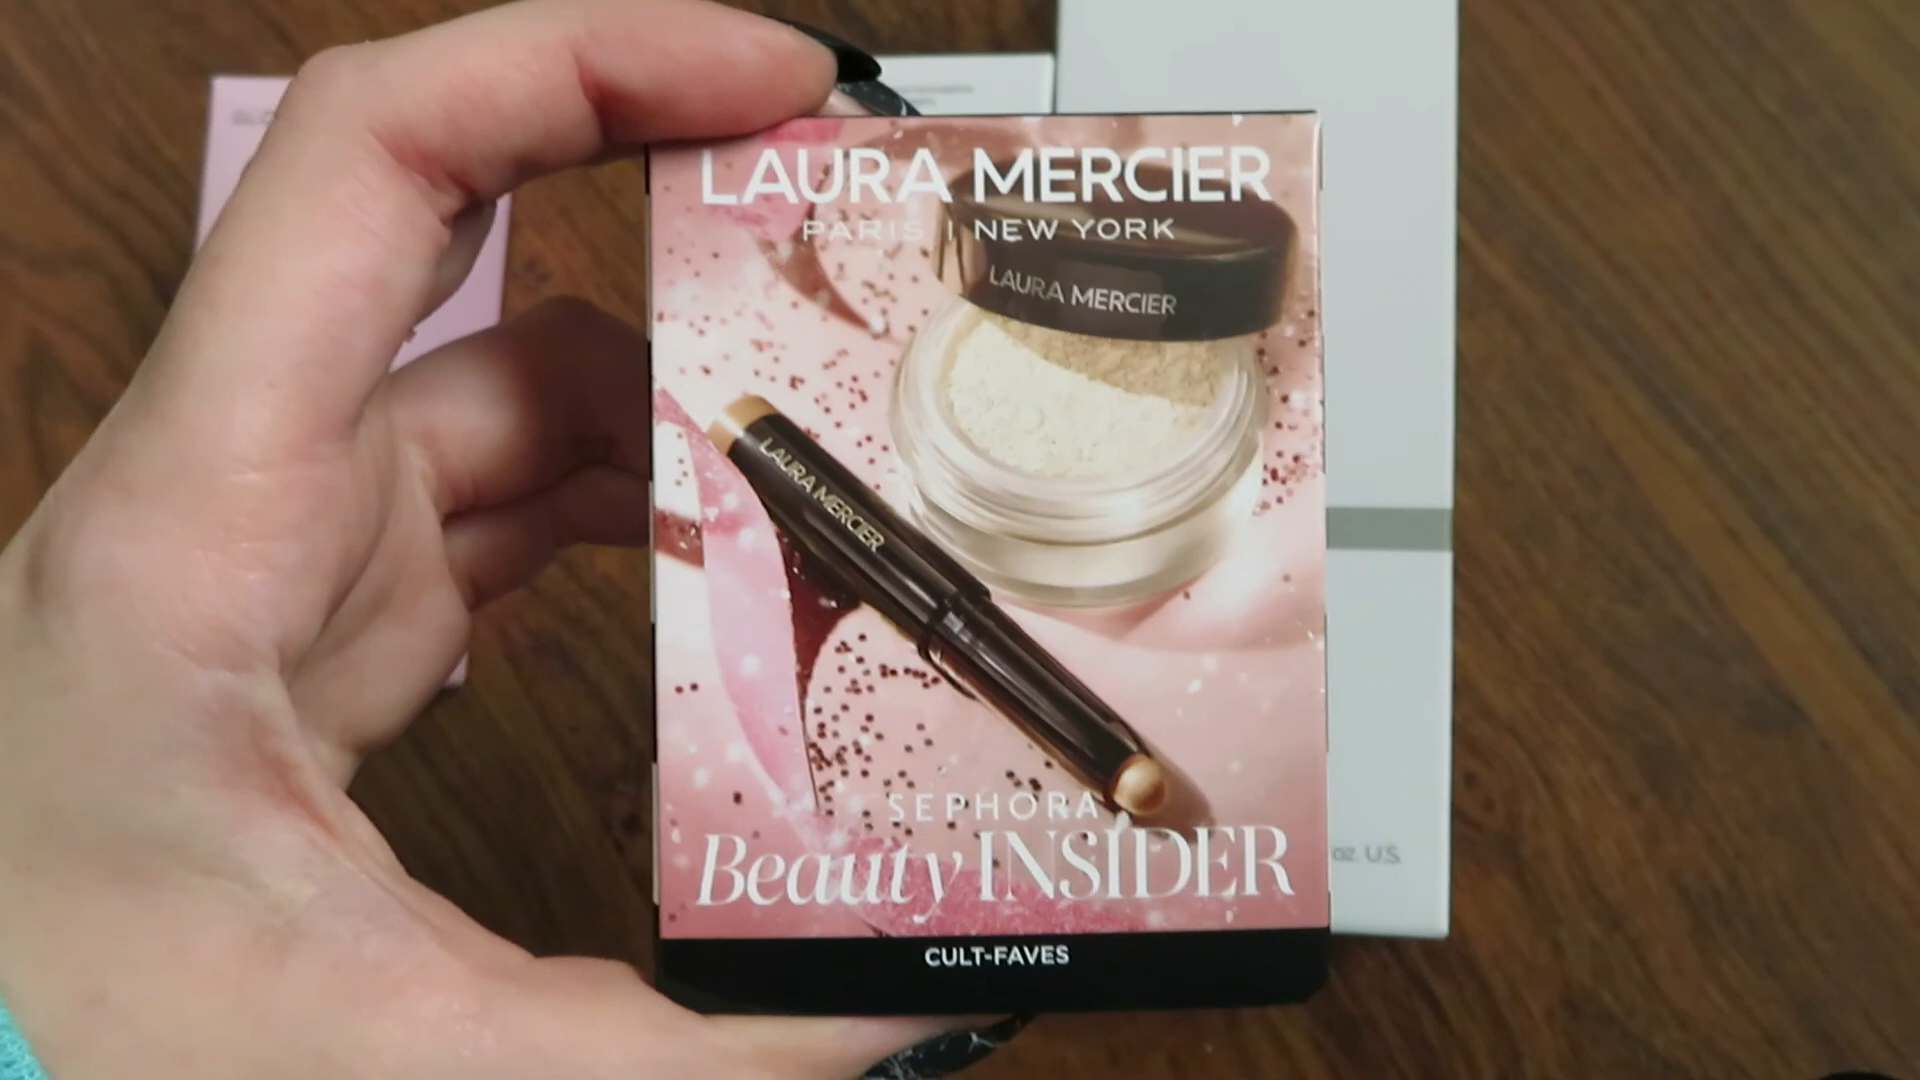 LAURA MERCIER
PARIS | NEW YORK
LAURA MERCIER
LAURA MERCIER
SEPHORA
Beauty INSIDER
CULT-FAVES
oz. U.S.